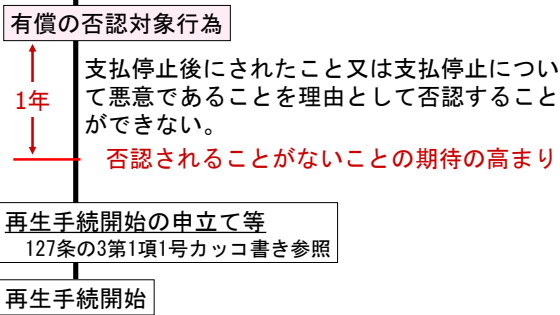 有償の否認対象行為
支払停止後にされたこと又は支払停止につい
て悪意であることを理由として否認すること
ができない。
1年
否認されることがないことの期待の高まり
再生手続開始の申立て等
127条の3第1項1号カッコ書き参照
再生手続開始